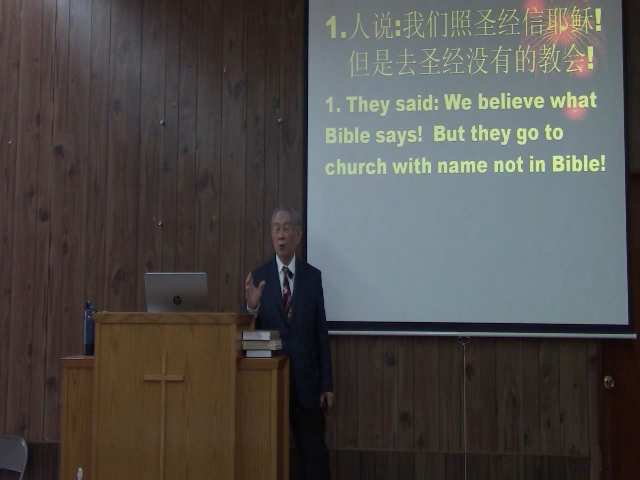 1.人说:我们照圣经信耶稣!
但是去圣经没有的教会!
1. They said: We believe what
Bible says!  But they go to
church with name not in Bible!
hp